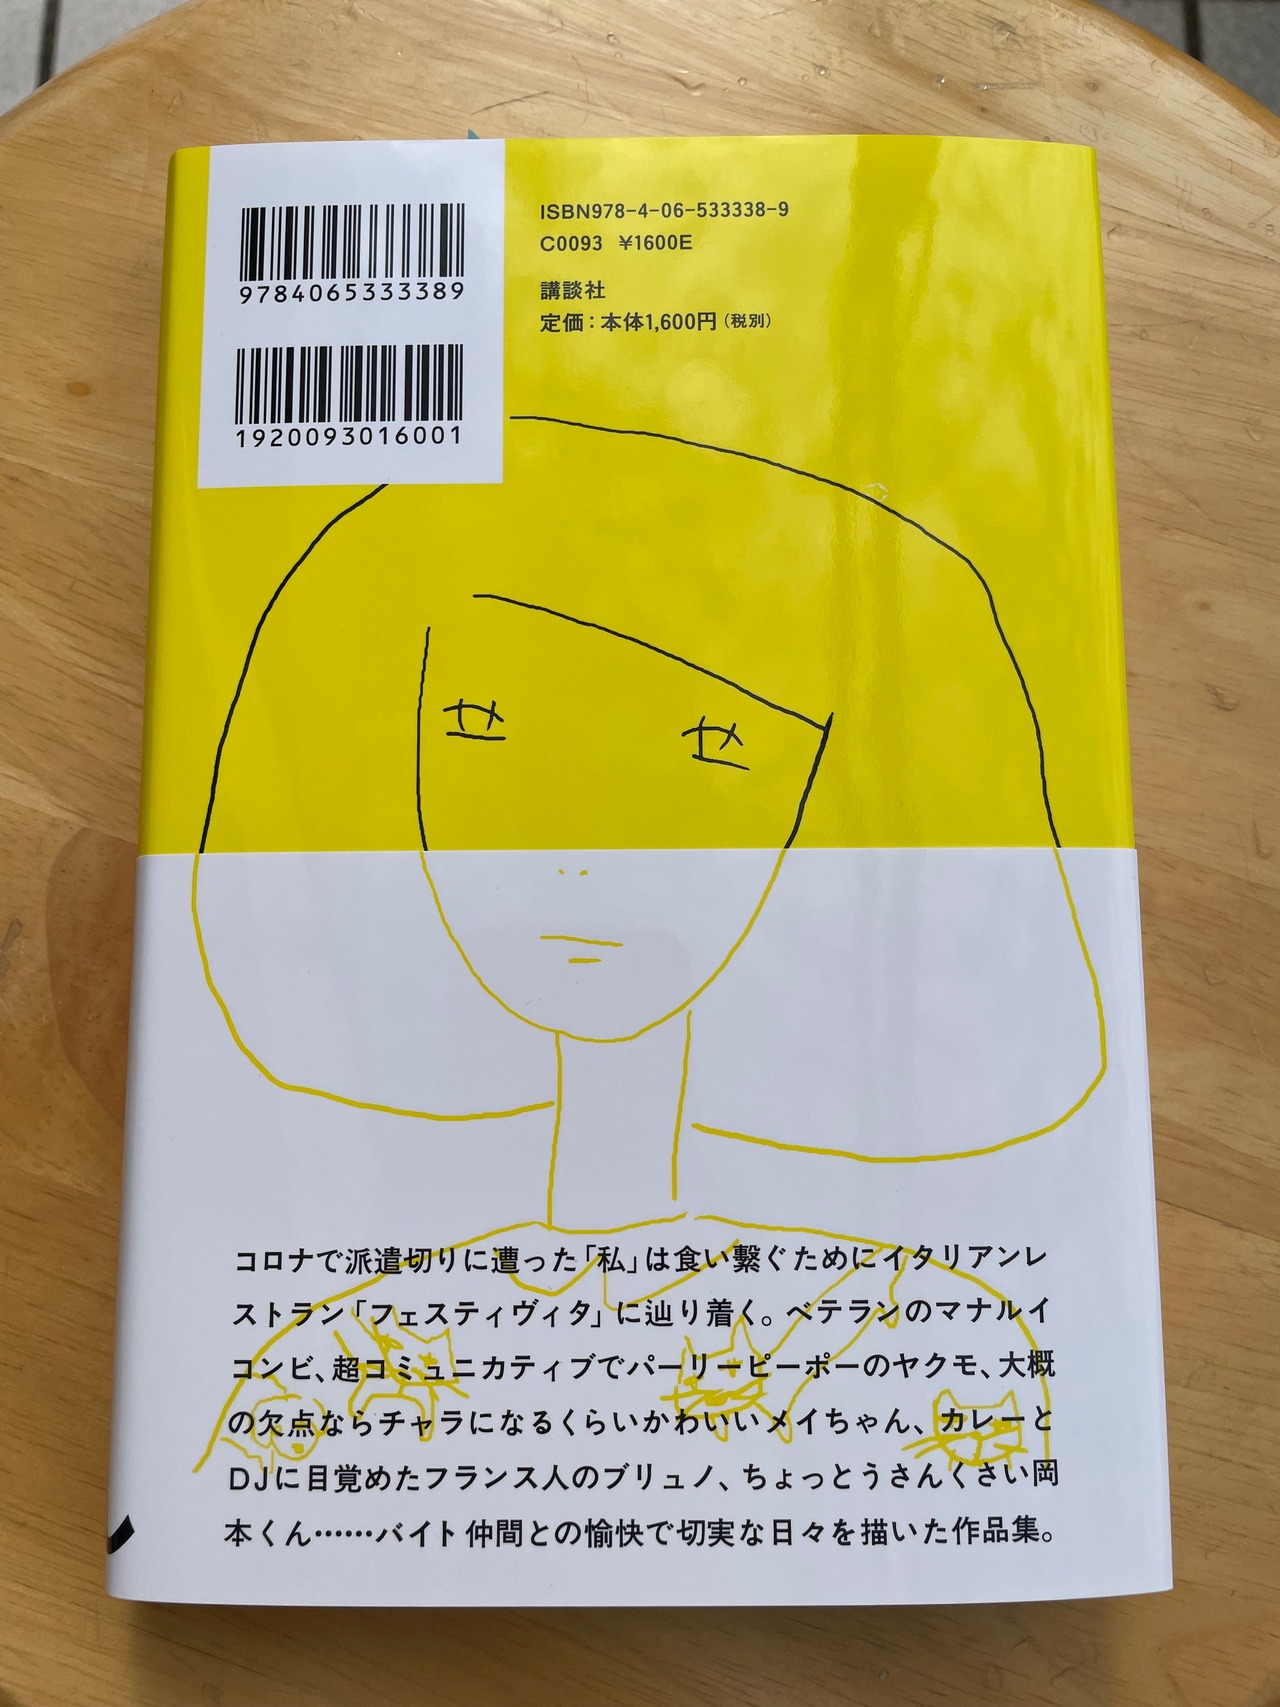 9784065333389
1920093016001
ISBN978-4-06-533338-9
C0093 ¥1600E
講談社
定価：本体1,600円（税別）
コロナで派遣切りに遭った「私」は食い繋ぐためにイタリアンレ
ストラン「フェスティヴィタ」に辿り着く。ベテランのマナルイ
コンビ、超コミュニカティブでパーリーピーポーのヤクモ、大概
の欠点ならチャラになるくらいかわいいメイちゃん、カレーと
DJに目覚めたフランス人のブリュノ、ちょっとうさんくさい岡
本くん……バイト仲間との愉快で切実な日々を描いた作品集。